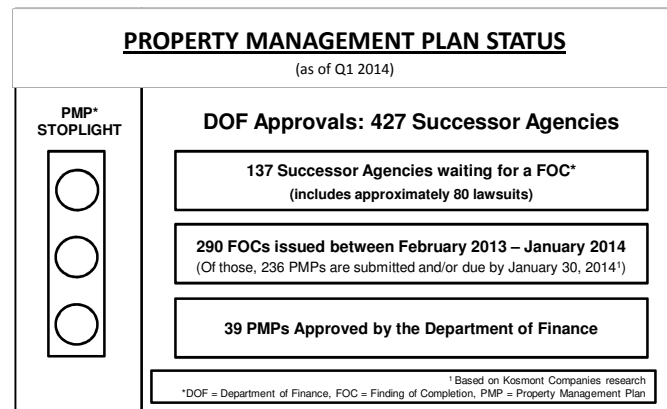 PROPERTY MANAGEMENT PLAN STATUS
(as of Q1 2014)
PMP*
STOPLIGHT
DOF Approvals: 427 Successor Agencies
137 Successor Agencies waiting for a FOC*
(includes approximately 80 lawsuits)
290 FOCs issued between February 2013 – January 2014
(Of those, 236 PMPs are submitted and/or due by January 30, 2014¹)
39 PMPs Approved by the Department of Finance
¹ Based on Kosmont Companies research
*DOF = Department of Finance, FOC = Finding of Completion, PMP = Property Management Plan